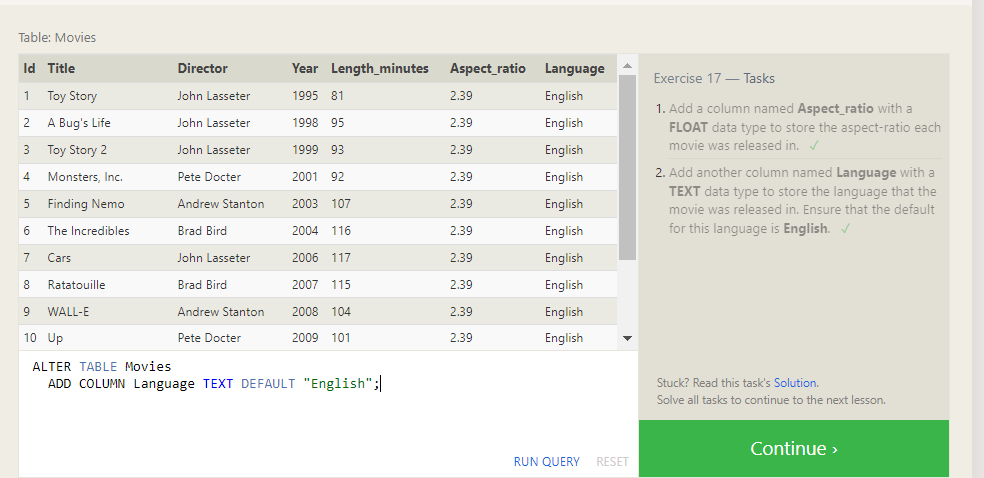 Table: Movies
Id Title Director Year Length_minutes Aspect_ratio Language
1 Toy Story John Lasseter 1995 81 2.39 English
2 A Bug's Life John Lasseter 1998 95 2.39 English
3 Toy Story 2 John Lasseter 1999 93 2.39 English
4 Monsters, Inc. Pete Docter 2001 92 2.39 English
5 Finding Nemo Andrew Stanton 2003 107 2.39 English
6 The Incredibles Brad Bird 2004 116 2.39 English
7 Cars John Lasseter 2006 117 2.39 English
8 Ratatouille Brad Bird 2007 115 2.39 English
9 WALL-E Andrew Stanton 2008 104 2.39 English
10 Up Pete Docter 2009 101 2.39 English
ALTER TABLE Movies
ADD COLUMN Language TEXT DEFAULT "English";
RUN QUERY RESET
Exercise 17 — Tasks
1. Add a column named Aspect_ratio with a
FLOAT data type to store the aspect-ratio each
movie was released in. ✓
2. Add another column named Language with a
TEXT data type to store the language that the
movie was released in. Ensure that the default
for this language is English. ✓
Stuck? Read this task's Solution.
Solve all tasks to continue to the next lesson.
Continue ›